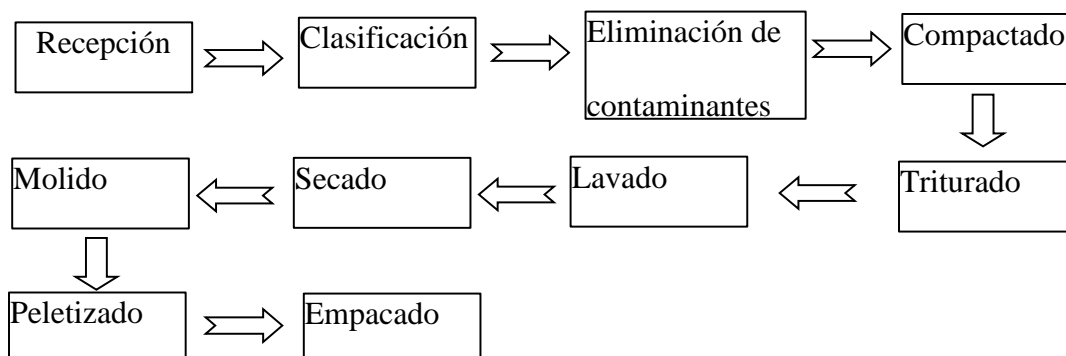 Recepción
Clasificación
Eliminación de
contaminantes
Compactado
Triturado
Lavado
Secado
Molido
Peletizado
Empacado